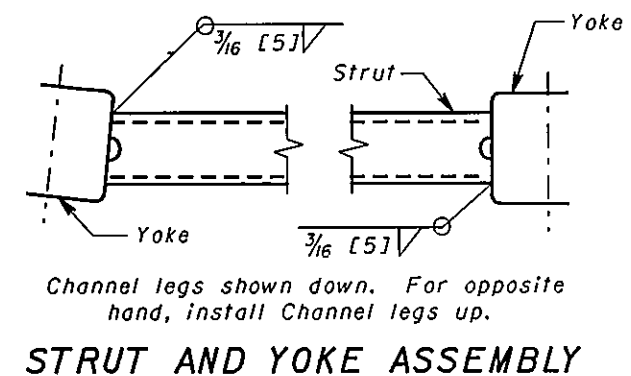 3/16 [5]
Yoke
Strut
Yoke
3/16 [5]
Channel legs shown down. For opposite
hand, install Channel legs up.
STRUT AND YOKE ASSEMBLY